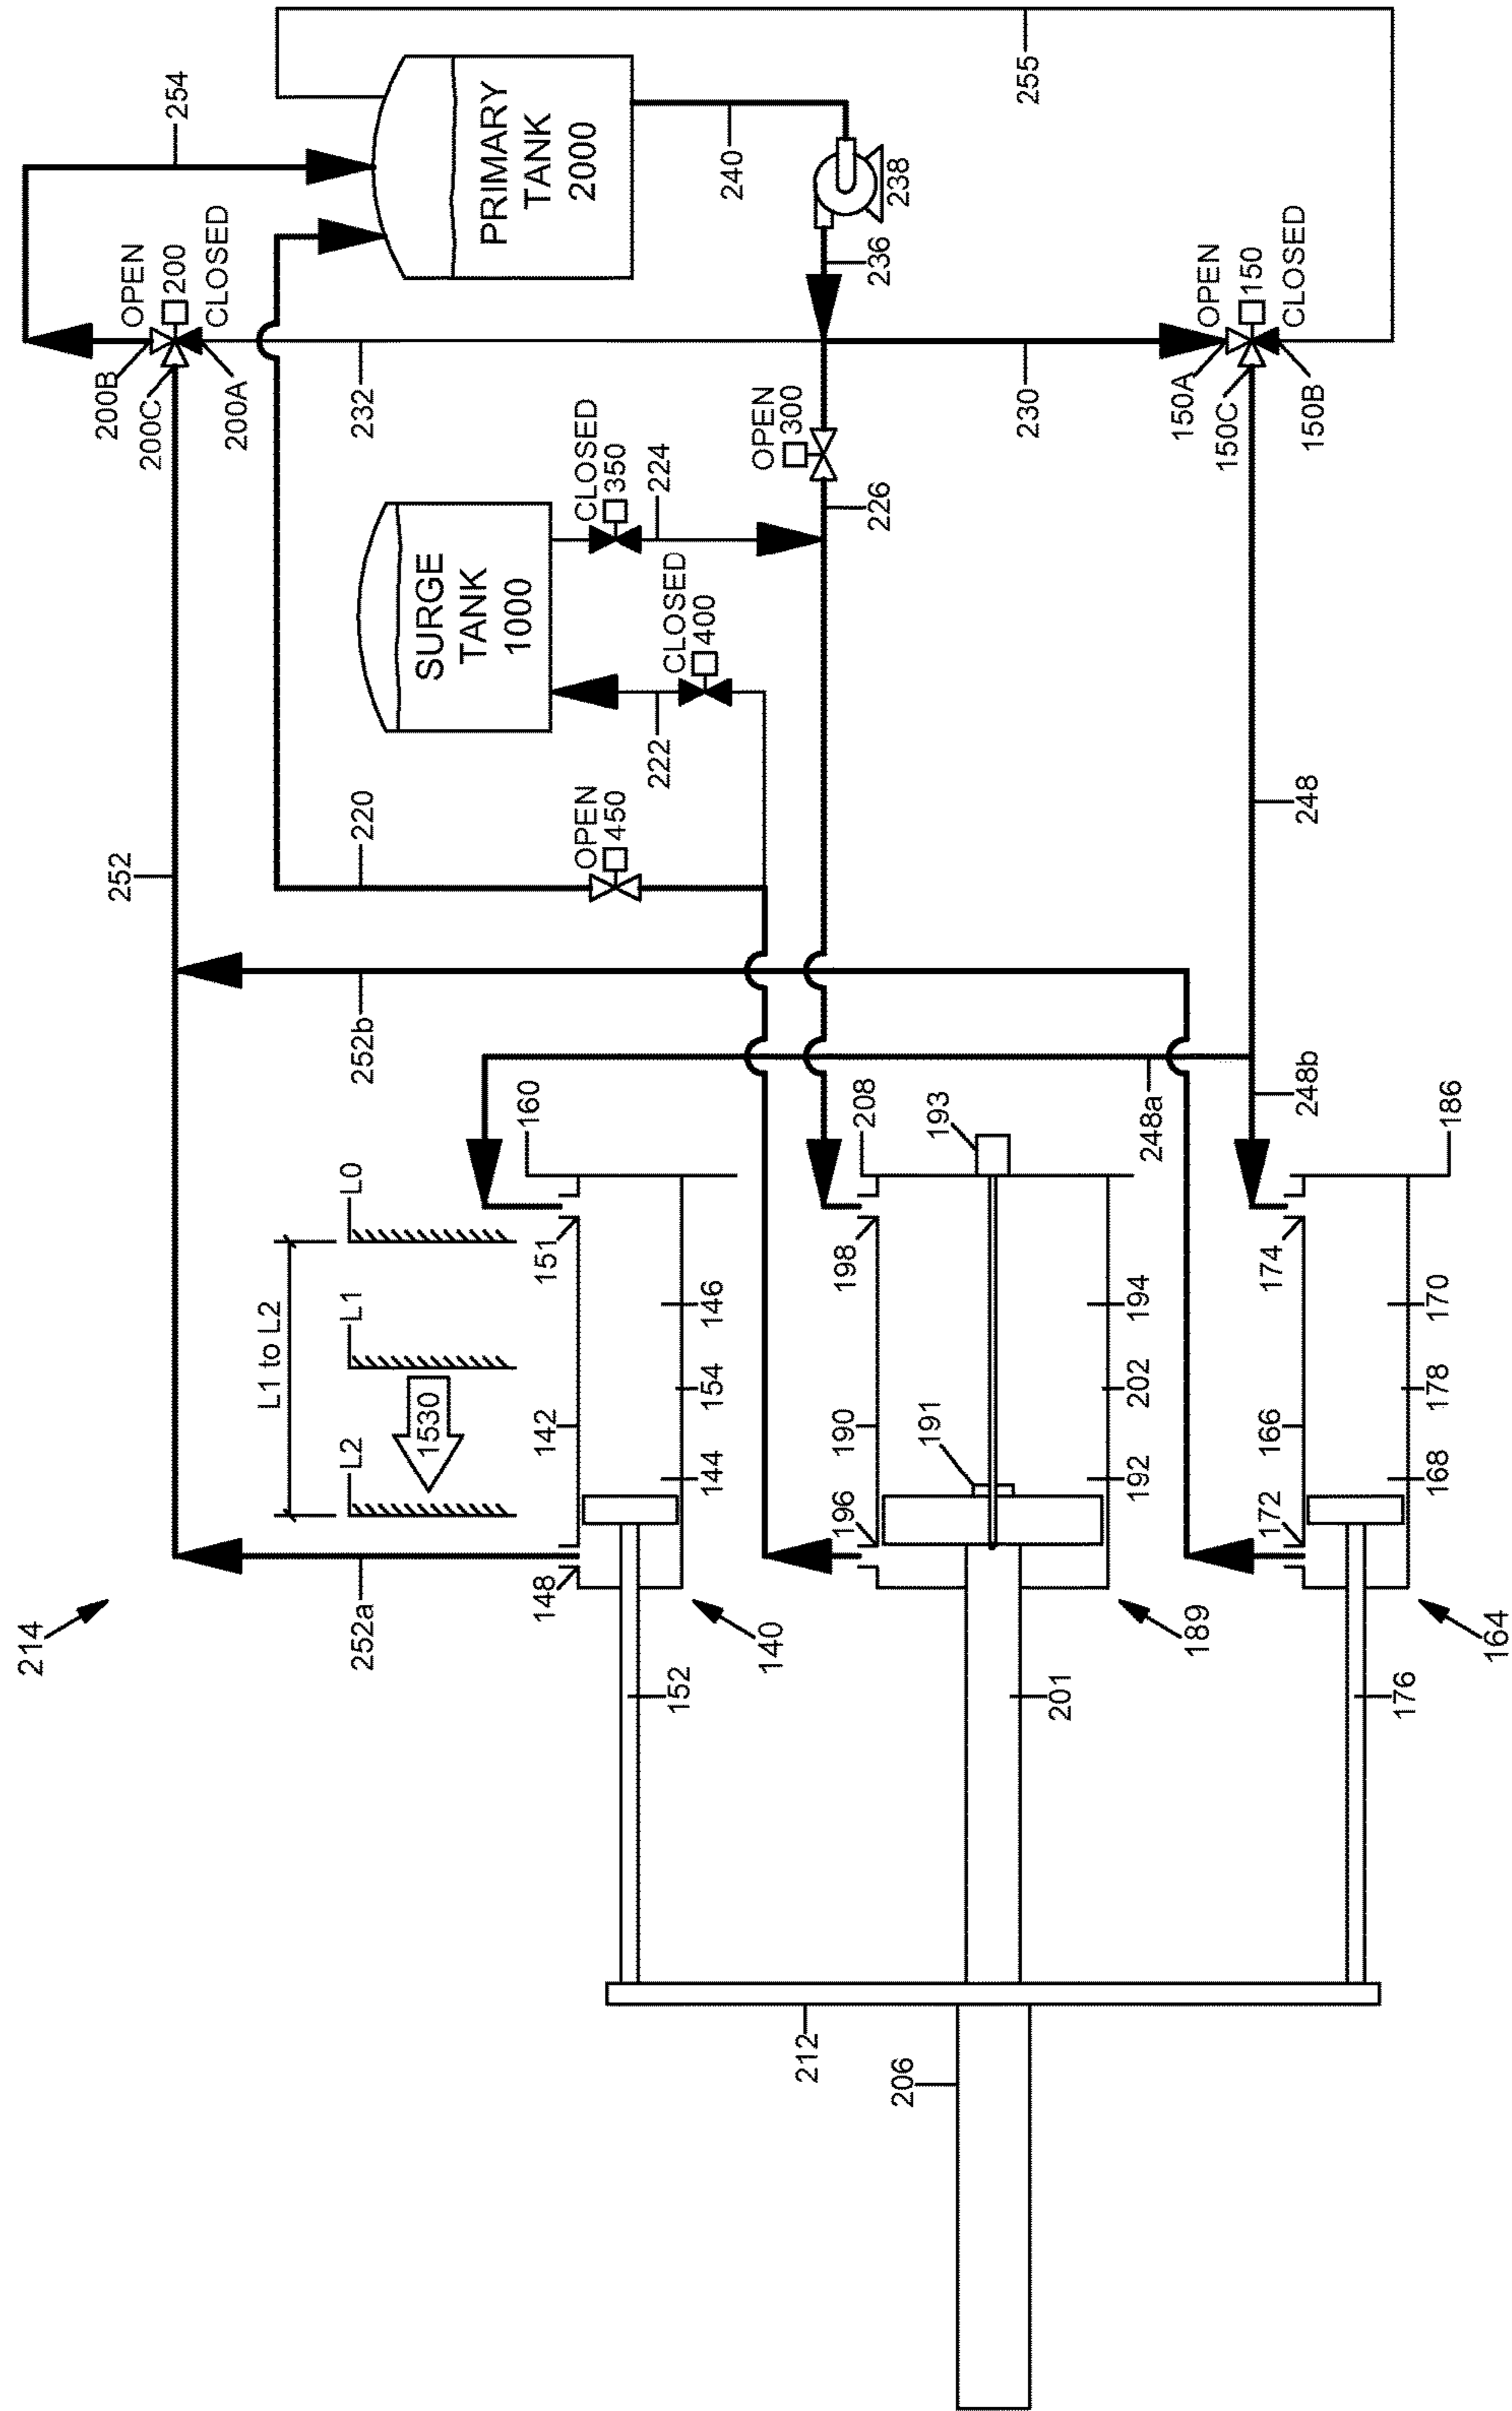 214
252a
252
252b
254
200B
200C
200A
OPEN
200
CLOSED
232
220
L1 to L2
L2
L1
L0
1530
160
148
142
151
144
154
146
140
152
SURGE
TANK
1000
PRIMARY
TANK
2000
OPEN
450
222
CLOSED
400
CLOSED
350
224
OPEN
300
226
236
238
240
255
230
196
190
198
208
191
193
192
202
194
189
201
206
212
248a
248b
248
150A
150C
150B
OPEN
150
CLOSED
172
166
174
186
168
178
170
164
176